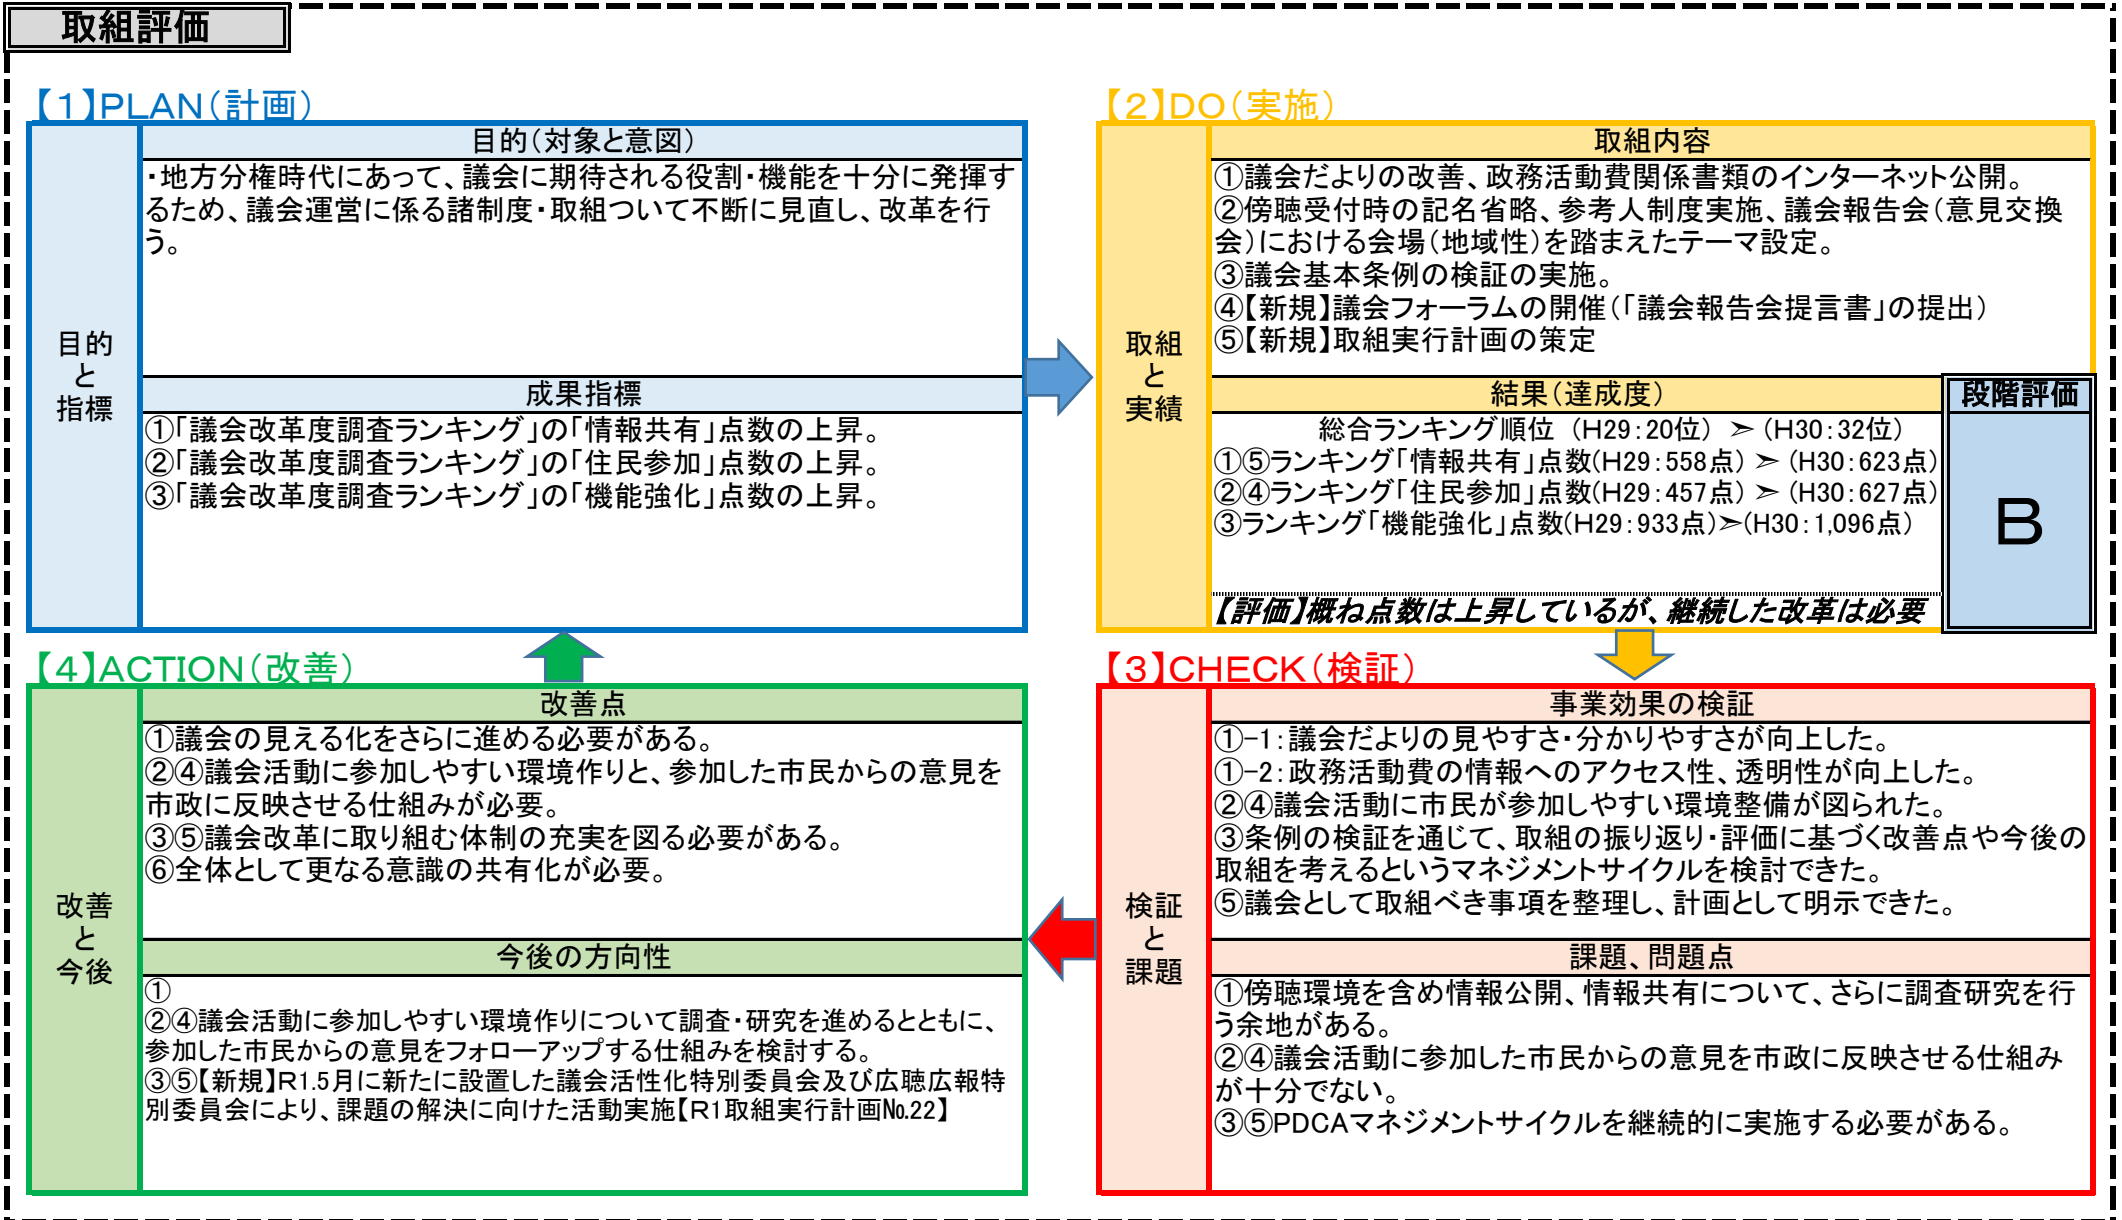 取組評価
【1】PLAN(計画)
目的と指標
目的(対象と意図)
・地方分権時代にあって、議会に期待される役割・機能を十分に発揮す
るため、議会運営に係る諸制度・取組ついて不断に見直し、改革を行
う。
成果指標
①「議会改革度調査ランキング」の「情報共有」点数の上昇。
②「議会改革度調査ランキング」の「住民参加」点数の上昇。
③「議会改革度調査ランキング」の「機能強化」点数の上昇。
【2】DO(実施)
取組と実績
取組内容
①議会だよりの改善、政務活動費関係書類のインターネット公開。
②傍聴受付時の記名省略、参考人制度実施、議会報告会(意見交換
会)における会場(地域性)を踏まえたテーマ設定。
③議会基本条例の検証の実施。
④【新規】議会フォーラムの開催(「議会報告会提言書」の提出)
⑤【新規】取組実行計画の策定
結果(達成度)
総合ランキング順位 (H29:20位) ➣ (H30:32位)
①⑤ランキング「情報共有」点数(H29:558点) ➣ (H30:623点)
②④ランキング「住民参加」点数(H29:457点) ➣ (H30:627点)
③ランキング「機能強化」点数(H29:933点)➣(H30:1,096点)
【評価】概ね点数は上昇しているが、継続した改革は必要
段階評価
B
【4】ACTION(改善)
改善と今後
改善点
①議会の見える化をさらに進める必要がある。
②④議会活動に参加しやすい環境作りと、参加した市民からの意見を
市政に反映させる仕組みが必要。
③⑤議会改革に取り組む体制の充実を図る必要がある。
⑥全体として更なる意識の共有化が必要。
今後の方向性
①
②④議会活動に参加しやすい環境作りについて調査・研究を進めるとともに、
参加した市民からの意見をフォローアップする仕組みを検討する。
③⑤【新規】R1.5月に新たに設置した議会活性化特別委員会及び広聴広報特
別委員会により、課題の解決に向けた活動実施【R1取組実行計画№22】
【3】CHECK(検証)
検証と課題
事業効果の検証
①-1:議会だよりの見やすさ・分かりやすさが向上した。
①-2:政務活動費の情報へのアクセス性、透明性が向上した。
②④議会活動に市民が参加しやすい環境整備が図られた。
③条例の検証を通じて、取組の振り返り・評価に基づく改善点や今後の
取組を考えるというマネジメントサイクルを検討できた。
⑤議会として取組べき事項を整理し、計画として明示できた。
課題、問題点
①傍聴環境を含め情報公開、情報共有について、さらに調査研究を行
う余地がある。
②④議会活動に参加した市民からの意見を市政に反映させる仕組み
が十分でない。
③⑤PDCAマネジメントサイクルを継続的に実施する必要がある。